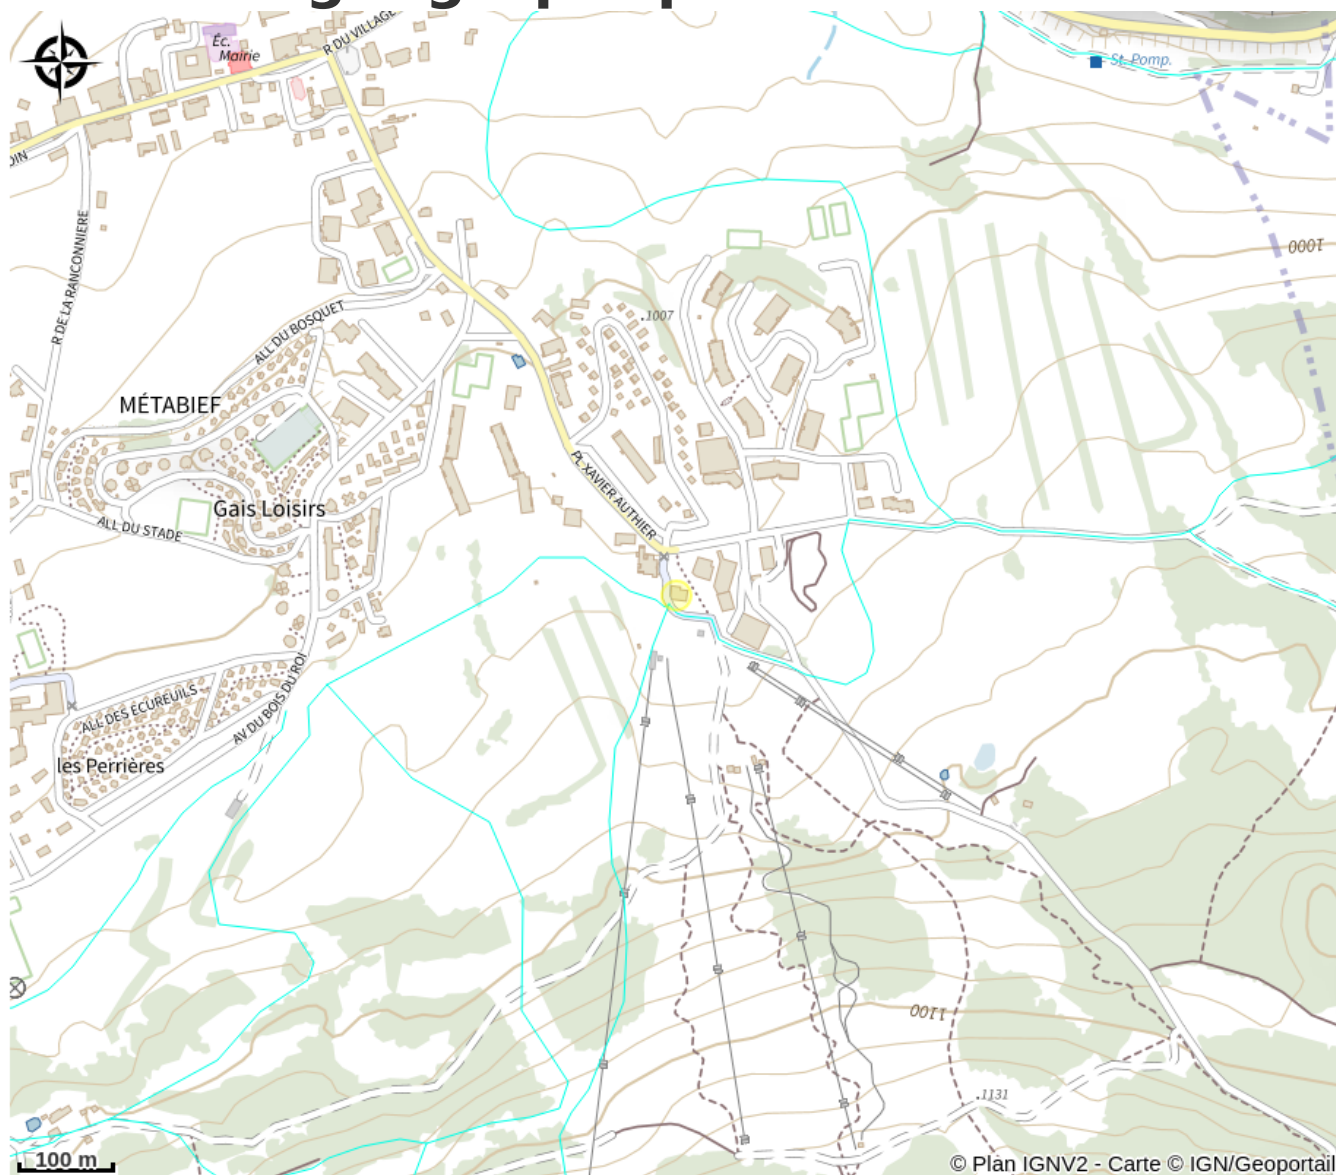 R DU VILLAGE
Éc.
Mairie
St. Pomp.
R DE LA RANCONNIERE
1000
ALL DU BOSQUET
.1007
MÉTABIEF
PL XAVIER AUTHIER
Gais Loisirs
ALL DU STADE
ALL DES ECUREUILS
AV DU BOIS DU ROI
les Perrières
1100
.1131
100 m
© Plan IGNV2 - Carte © IGN/Geoportail